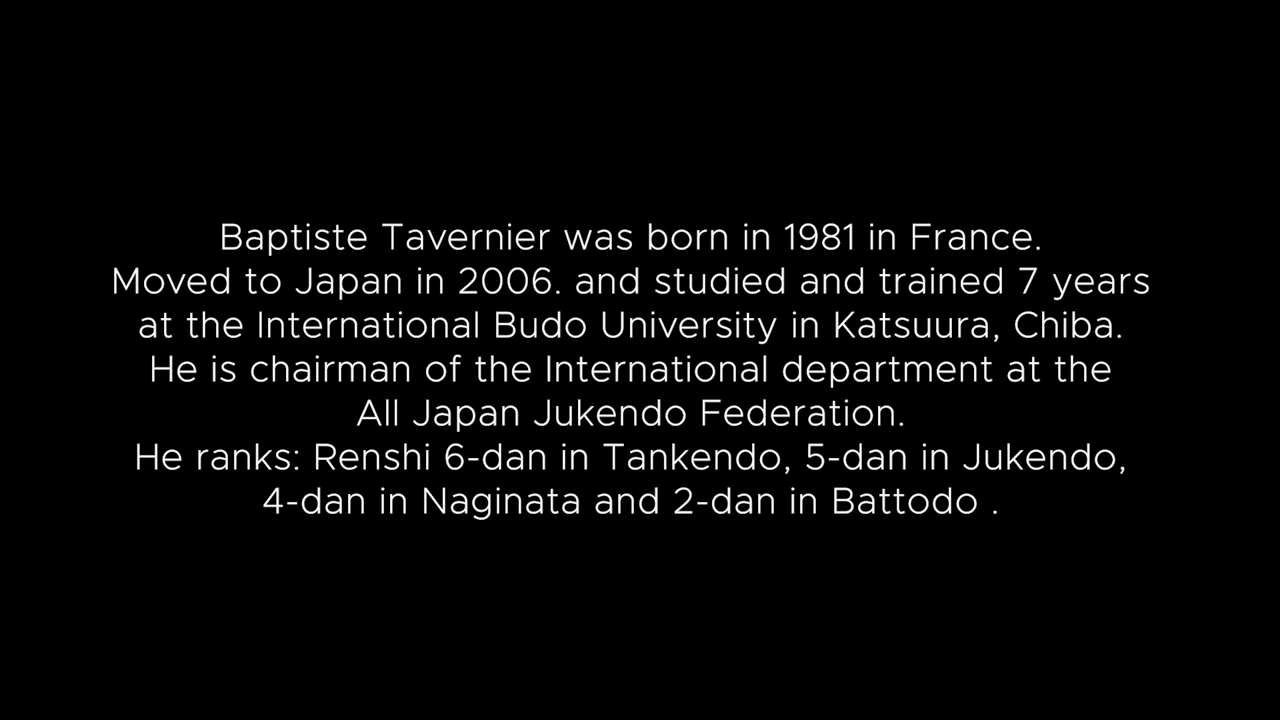 Baptiste Tavernier was born in 1981 in France.
Moved to Japan in 2006. and studied and trained 7 years
at the International Budo University in Katsuura, Chiba.
He is chairman of the International department at the
All Japan Jukendo Federation.
He ranks: Renshi 6-dan in Tankendo, 5-dan in Jukendo,
4-dan in Naginata and 2-dan in Battodo .